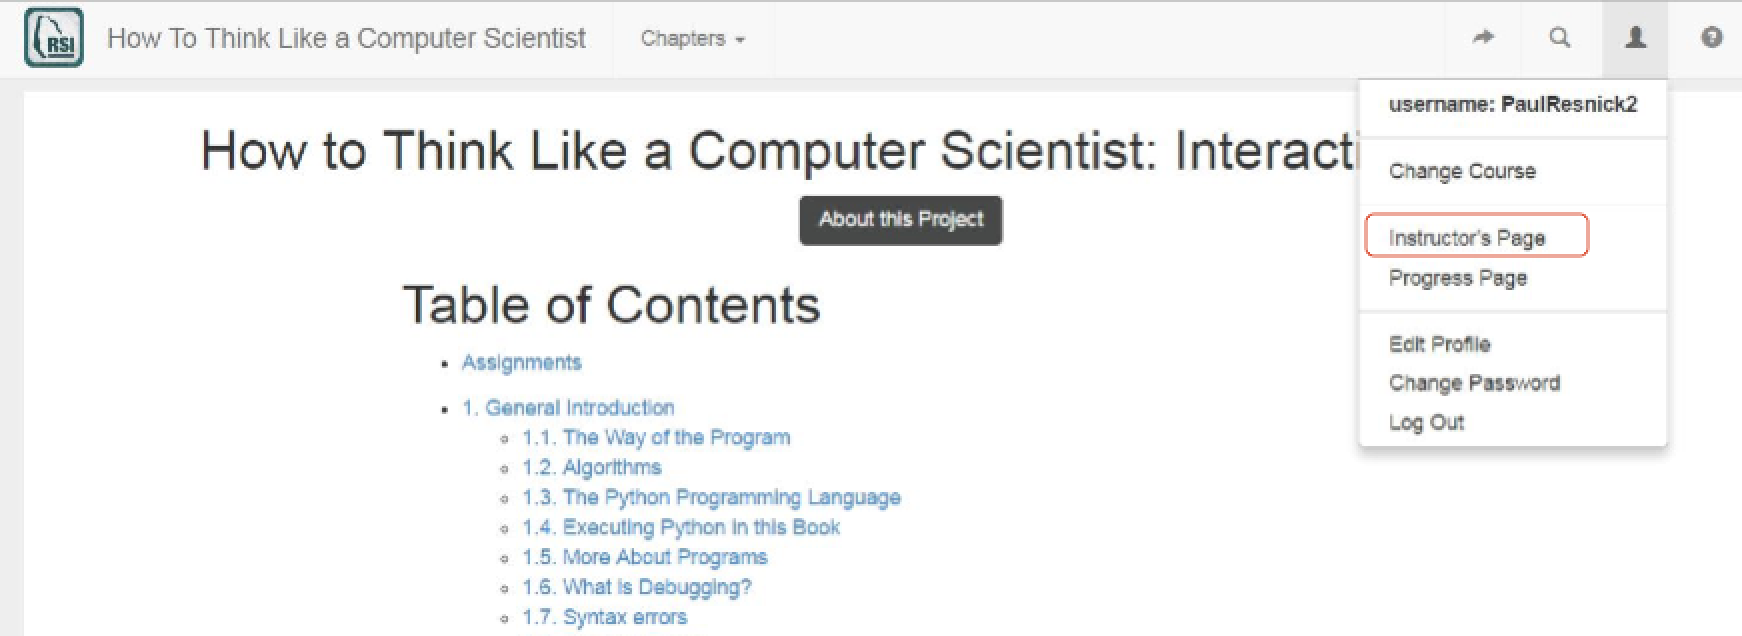 RSI How To Think Like a Computer Scientist Chapters
username: PaulResnick2
Change Course
Instructor's Page
Progress Page
Edit Profile
Change Password
Log Out
How to Think Like a Computer Scientist: Interacti
About this Project
Table of Contents
Assignments
1. General Introduction
1.1. The Way of the Program
1.2. Algorithms
1.3. The Python Programming Language
1.4. Executing Python in this Book
1.5. More About Programs
1.6. What is Debugging?
1.7. Syntax errors